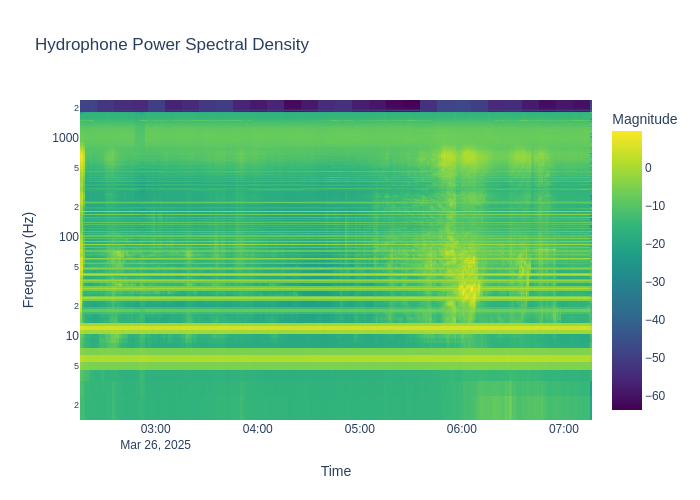 Hydrophone Power Spectral Density
Magnitude
2
1000
5
2
100
5
2
10
5
2
Frequency (Hz)
0
−10
−20
−30
−40
−50
−60
03:00 04:00 05:00 06:00 07:00
Mar 26, 2025
Time